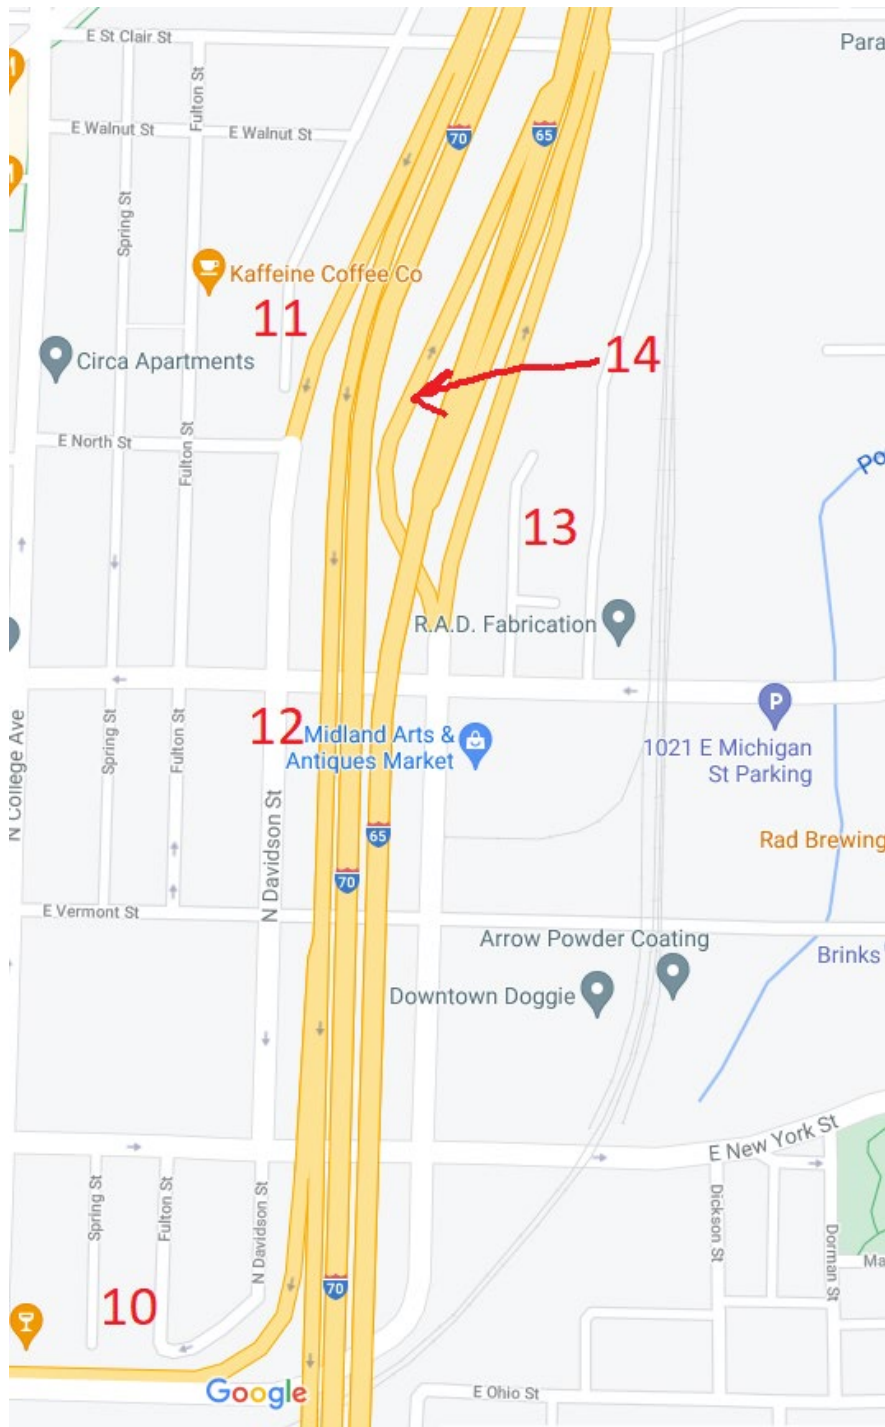 E St Clair St
Para
Fulton St
E Walnut St
E Walnut St
70
65
Spring St
Kaffeine Coffee Co
11
14
Circa Apartments
E North St
Fulton St
Po
13
R.A.D. Fabrication
N College Ave
Spring St
Fulton St
12
Midland Arts &
Antiques Market
P
1021 E Michigan
St Parking
N Davidson St
65
Rad Brewing
70
E Vermont St
Arrow Powder Coating
Brinks
Downtown Doggie
E New York St
Spring St
Fulton St
N Davidson St
Dickson St
Dorman St
Ma
70
10
Google
E Ohio St